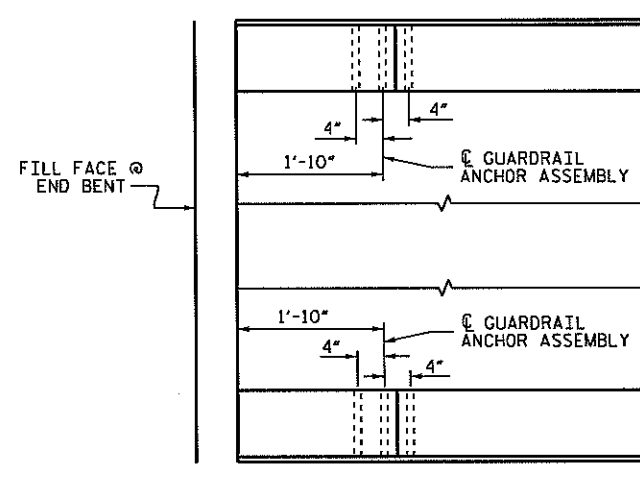 4"
4"
1'-10"
℄ GUARDRAIL
ANCHOR ASSEMBLY
FILL FACE @
END BENT
1'-10"
℄ GUARDRAIL
ANCHOR ASSEMBLY
4"
4"